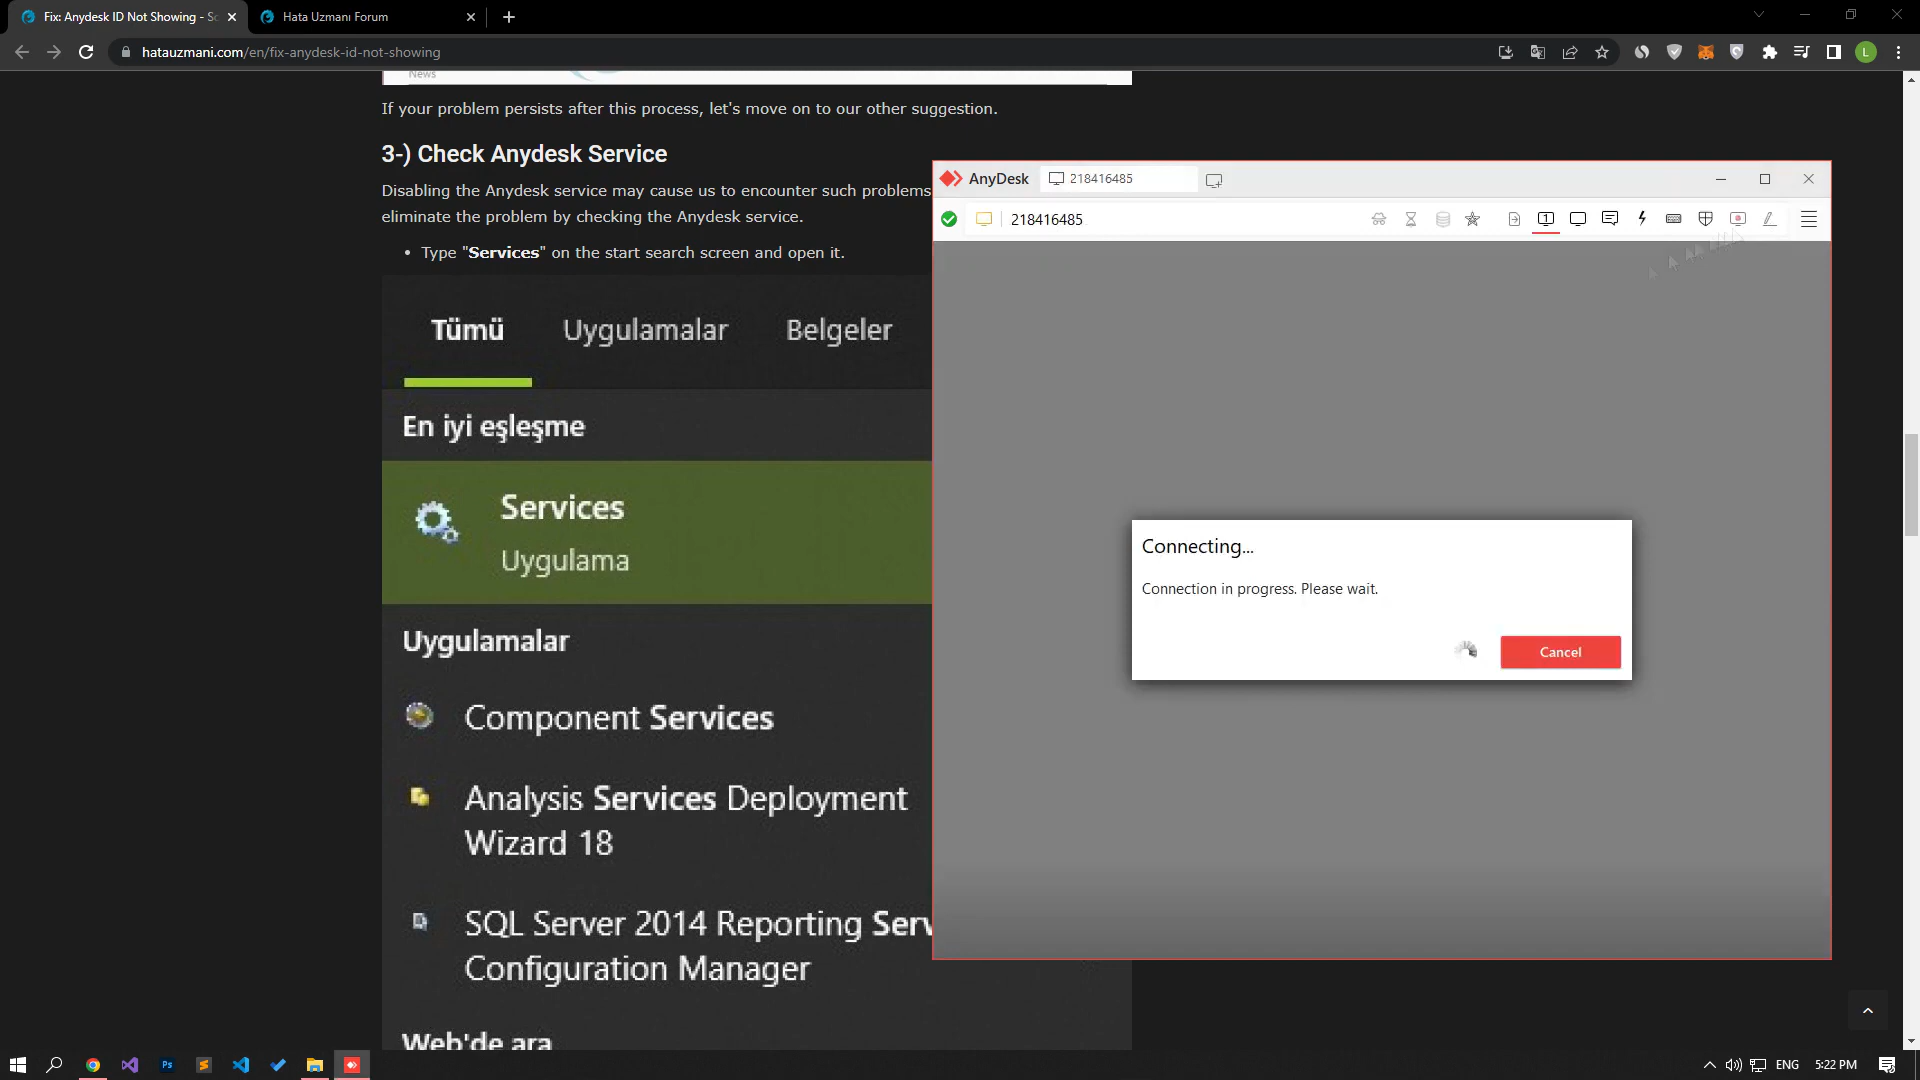 Fix: Anydesk ID Not Showing - Sc
Hata Uzmanı Forum
hatauzmani.com/en/fix-anydesk-id-not-showing
L
News
If your problem persists after this process, let's move on to our other suggestion.
3-) Check Anydesk Service
Disabling the Anydesk service may cause us to encounter such problems
eliminate the problem by checking the Anydesk service.
• Type "Services" on the start search screen and open it.
Tümü Uygulamalar Belgeler
En iyi eşleşme
Services
Uygulama
Uygulamalar
Component Services
Analysis Services Deployment
Wizard 18
SQL Server 2014 Reporting Serv
Configuration Manager
Web'de ara
AnyDesk
218416485
218416485
1
Connecting...
Connection in progress. Please wait.
Cancel
Ps
ENG
5:22 PM